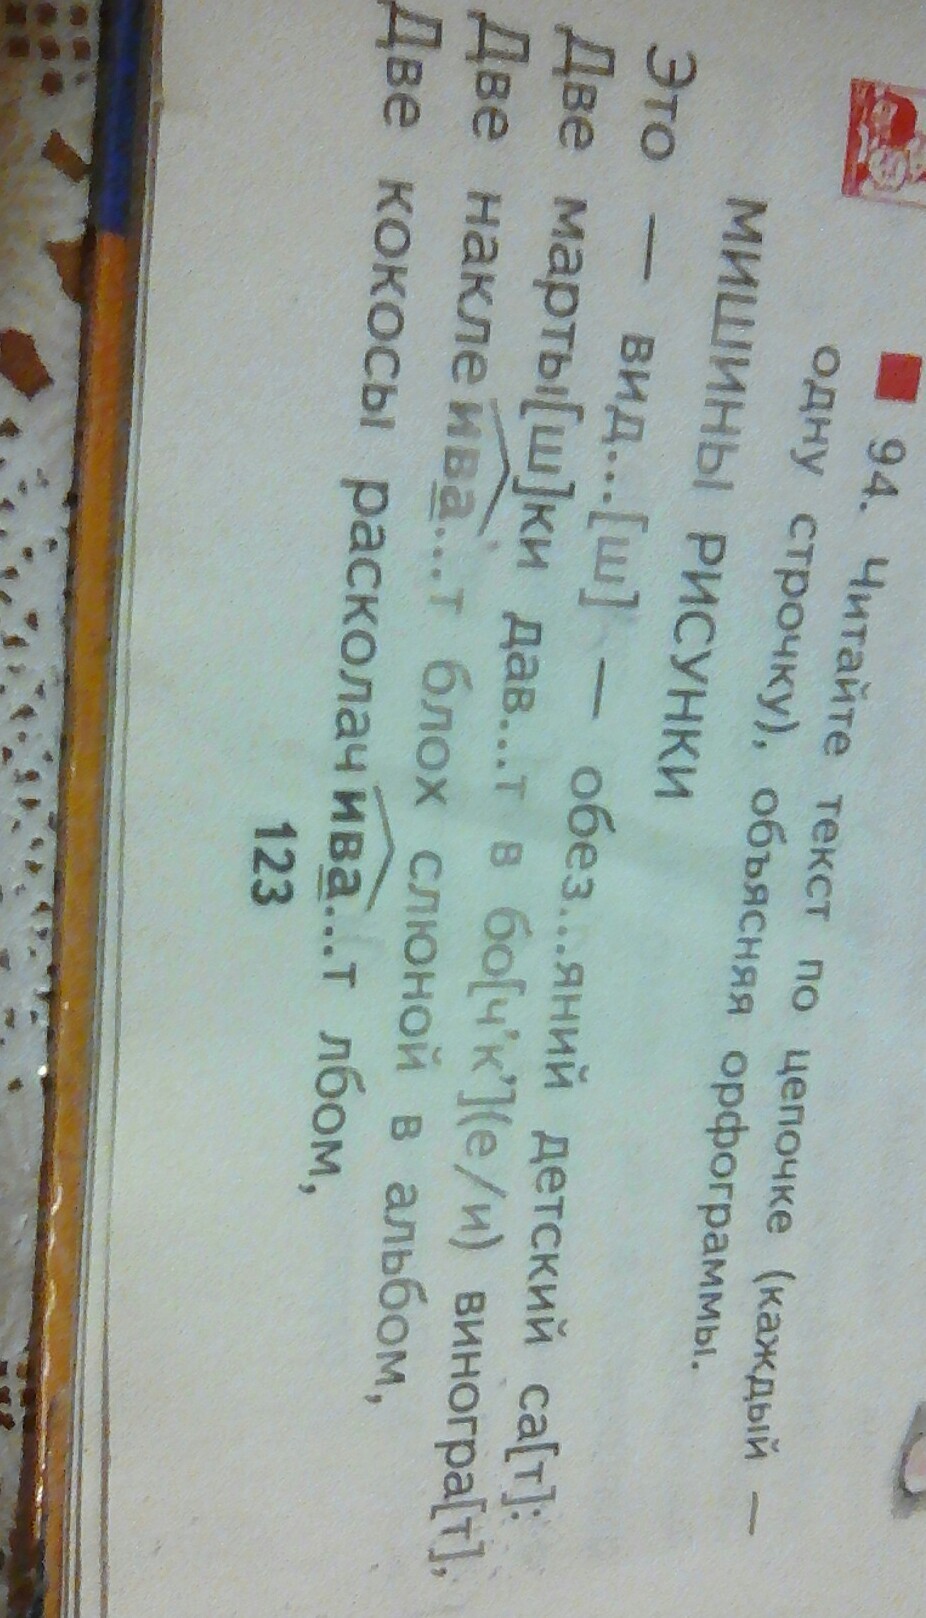 94. Читайте текст по цепочке (каждый —
одну строчку), объясняя орфограммы.
МИШИНЫ РИСУНКИ
Это — вид...[ш] — обез...яний детский са[т]:
Две марты[ш]ки дав...т в бо[ч'к'](е/и) виногра[т],
Две наклеива...т блох слюной в альбом,
Две кокосы расколачива...т лбом,
123